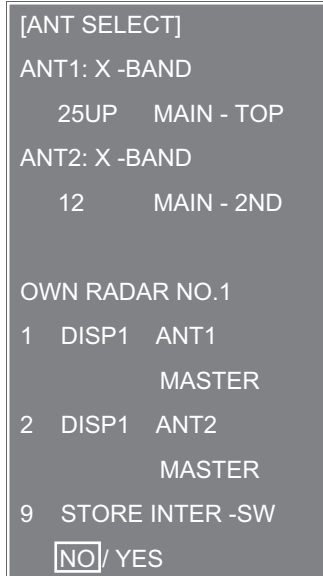 [ANT SELECT]
ANT1: X -BAND
25UP MAIN - TOP
ANT2: X -BAND
12 MAIN - 2ND
OWN RADAR NO.1
1 DISP1 ANT1
MASTER
2 DISP1 ANT2
MASTER
9 STORE INTER -SW
NO / YES